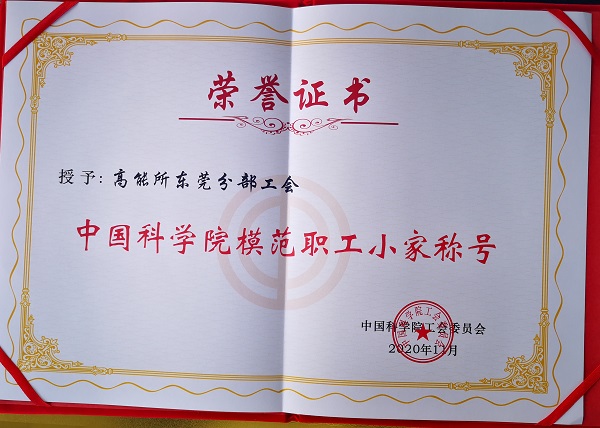 荣誉证书
授予：高能所东莞分部工会
中国科学院模范职工小家称号
中国科学院工会委员会
2020年11月